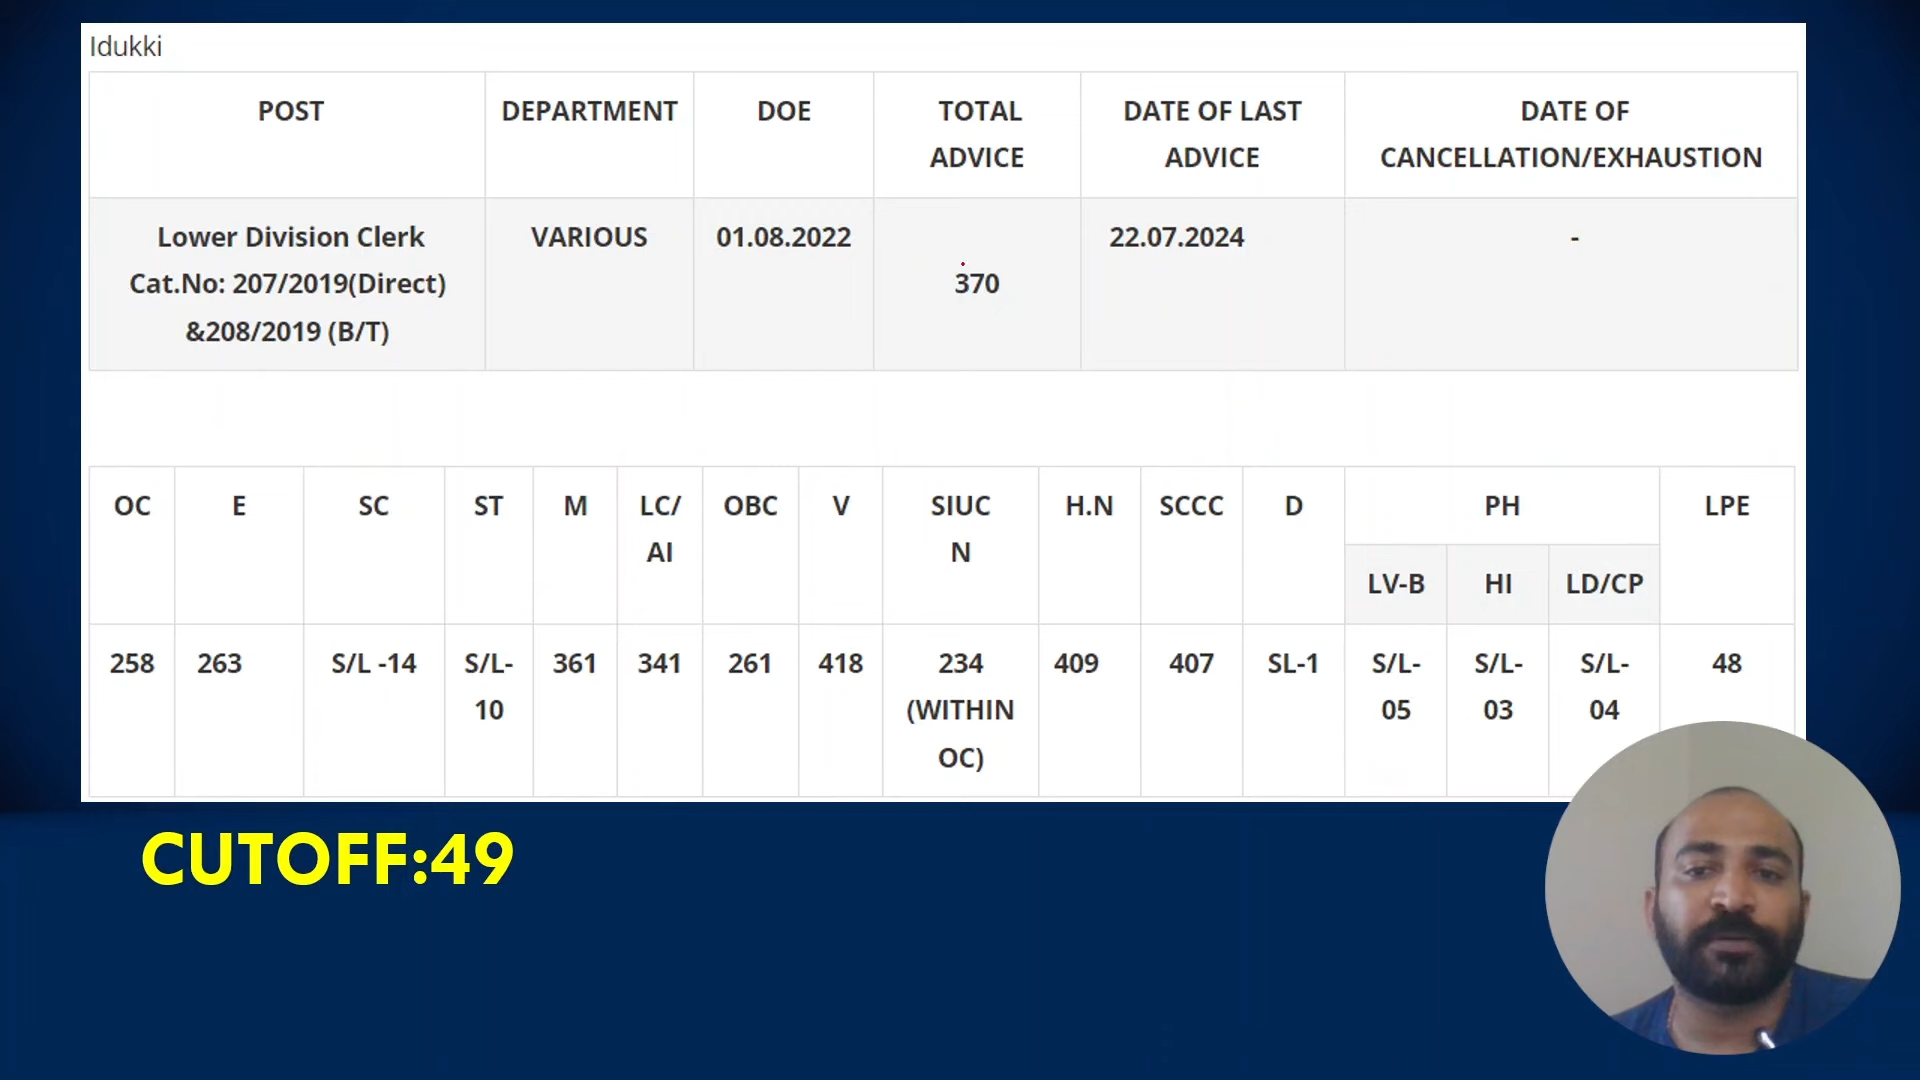 Idukki
POST DEPARTMENT DOE TOTAL ADVICE DATE OF LAST ADVICE DATE OF CANCELLATION/EXHAUSTION
Lower Division Clerk VARIOUS 01.08.2022 370 22.07.2024 -
Cat.No: 207/2019(Direct)
&208/2019 (B/T)
OC E SC ST M LC/ AI OBC V SIUC N H.N SCCC D PH LPE
LV-B HI LD/CP
258 263 S/L -14 S/L- 10 361 341 261 418 234 (WITHIN OC) 409 407 SL-1 S/L- 05 S/L- 03 S/L- 04 48
CUTOFF:49